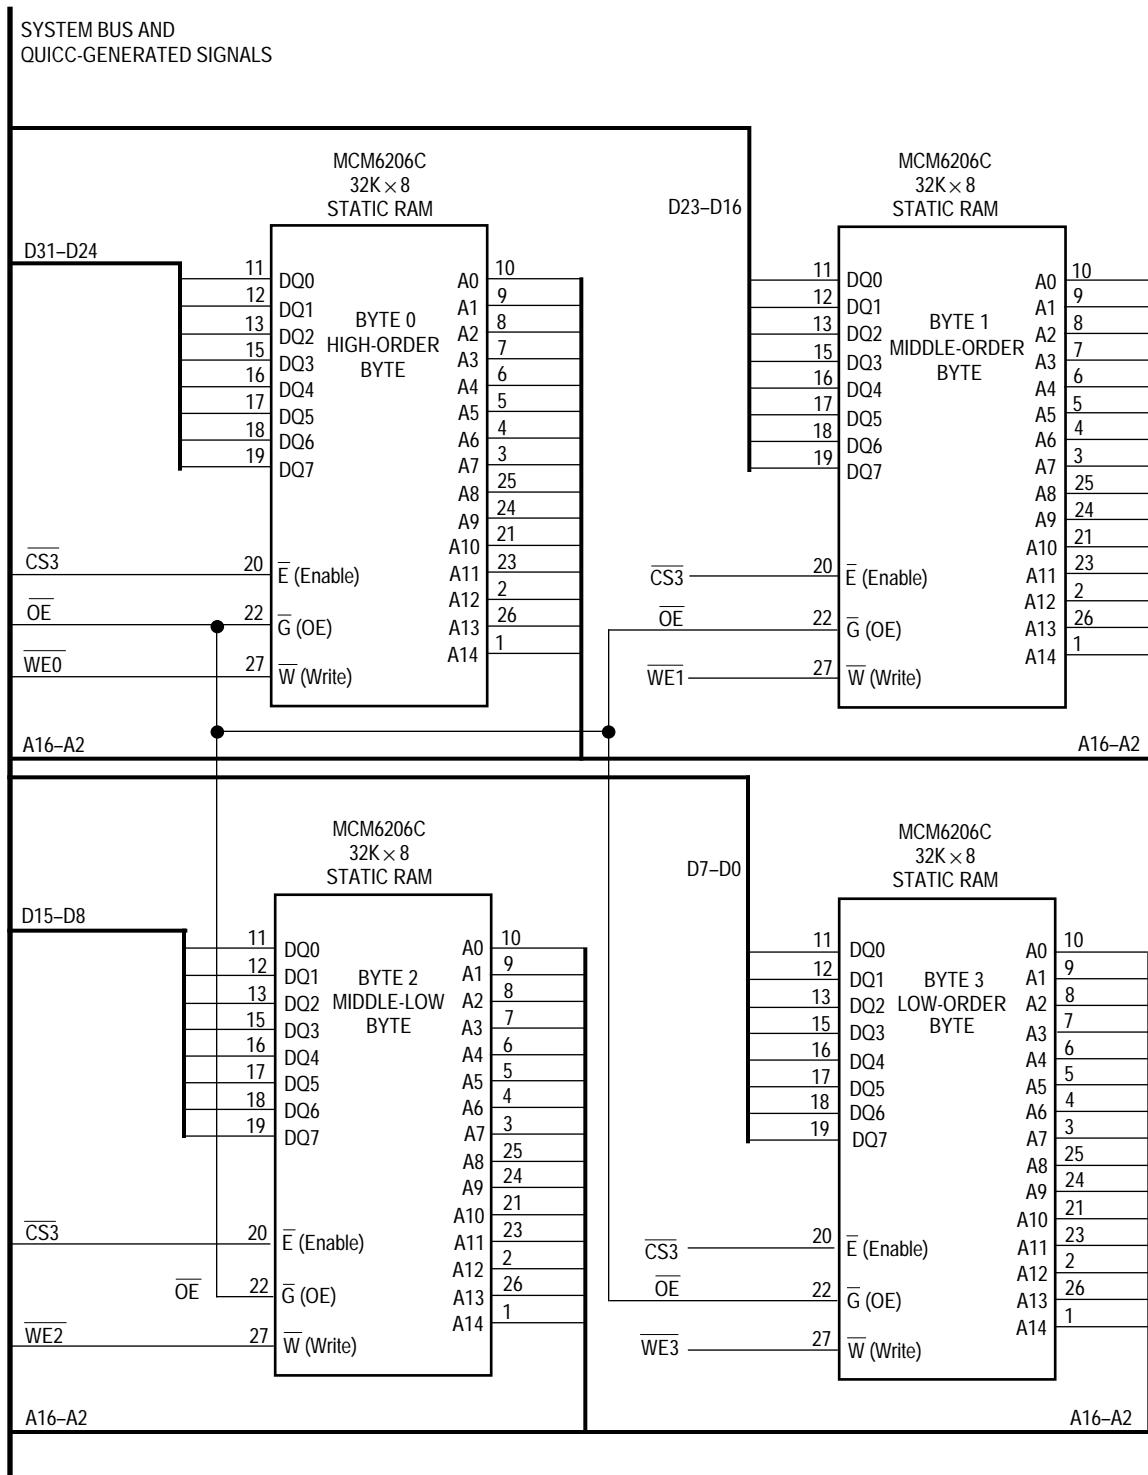 SYSTEM BUS AND
QUICC-GENERATED SIGNALS
MCM6206C
32K × 8
STATIC RAM
D31–D24
11 DQ0
12 DQ1
13 DQ2
15 DQ3
16 DQ4
17 DQ5
18 DQ6
19 DQ7
BYTE 0
HIGH-ORDER
BYTE
A0 10
A1 9
A2 8
A3 7
A4 6
A5 5
A6 4
A7 3
A8 25
A9 24
A10 21
A11 23
A12 2
A13 26
A14 1
C̅S̅3̅ 20 E̅ (Enable)
O̅E̅ 22 G̅ (OE)
W̅E̅0̅ 27 W̅ (Write)
A16–A2
MCM6206C
32K × 8
STATIC RAM
D23–D16
11 DQ0
12 DQ1
13 DQ2
15 DQ3
16 DQ4
17 DQ5
18 DQ6
19 DQ7
BYTE 1
MIDDLE-ORDER
BYTE
A0 10
A1 9
A2 8
A3 7
A4 6
A5 5
A6 4
A7 3
A8 25
A9 24
A10 21
A11 23
A12 2
A13 26
A14 1
C̅S̅3̅ 20 E̅ (Enable)
O̅E̅ 22 G̅ (OE)
W̅E̅1̅ 27 W̅ (Write)
A16–A2
MCM6206C
32K × 8
STATIC RAM
D15–D8
11 DQ0
12 DQ1
13 DQ2
15 DQ3
16 DQ4
17 DQ5
18 DQ6
19 DQ7
BYTE 2
MIDDLE-LOW
BYTE
A0 10
A1 9
A2 8
A3 7
A4 6
A5 5
A6 4
A7 3
A8 25
A9 24
A10 21
A11 23
A12 2
A13 26
A14 1
C̅S̅3̅ 20 E̅ (Enable)
O̅E̅ 22 G̅ (OE)
W̅E̅2̅ 27 W̅ (Write)
A16–A2
MCM6206C
32K × 8
STATIC RAM
D7–D0
11 DQ0
12 DQ1
13 DQ2
15 DQ3
16 DQ4
17 DQ5
18 DQ6
19 DQ7
BYTE 3
LOW-ORDER
BYTE
A0 10
A1 9
A2 8
A3 7
A4 6
A5 5
A6 4
A7 3
A8 25
A9 24
A10 21
A11 23
A12 2
A13 26
A14 1
C̅S̅3̅ 20 E̅ (Enable)
O̅E̅ 22 G̅ (OE)
W̅E̅3̅ 27 W̅ (Write)
A16–A2